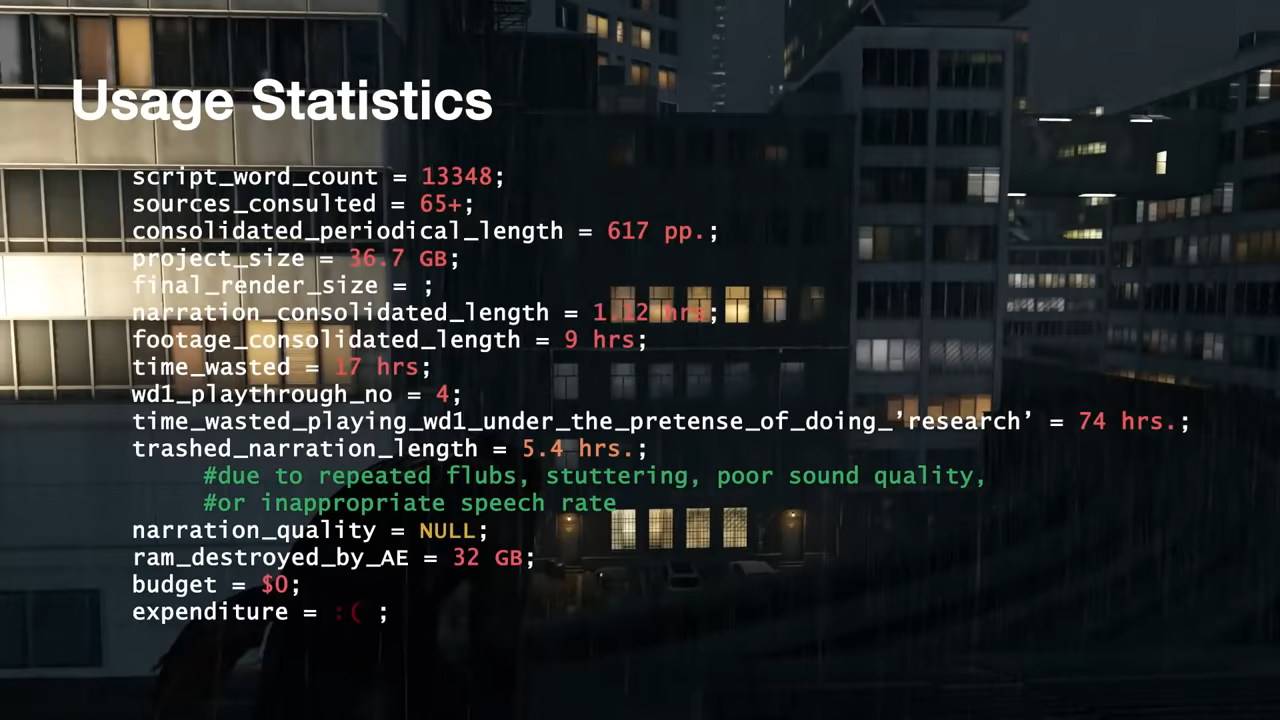 Usage Statistics
script_word_count = 13348;
sources_consulted = 65+;
consolidated_periodical_length = 617 pp.;
project_size = 36.7 GB;
final_render_size = ;
narration_consolidated_length = 1.12 hrs;
footage_consolidated_length = 9 hrs;
time_wasted = 17 hrs;
wd1_playthrough_no = 4;
time_wasted_playing_wd1_under_the_pretense_of_doing_’research’ = 74 hrs.;
trashed_narration_length = 5.4 hrs.;
#due to repeated flubs, stuttering, poor sound quality,
#or inappropriate speech rate
narration_quality = NULL;
ram_destroyed_by_AE = 32 GB;
budget = $0;
expenditure = :( ;